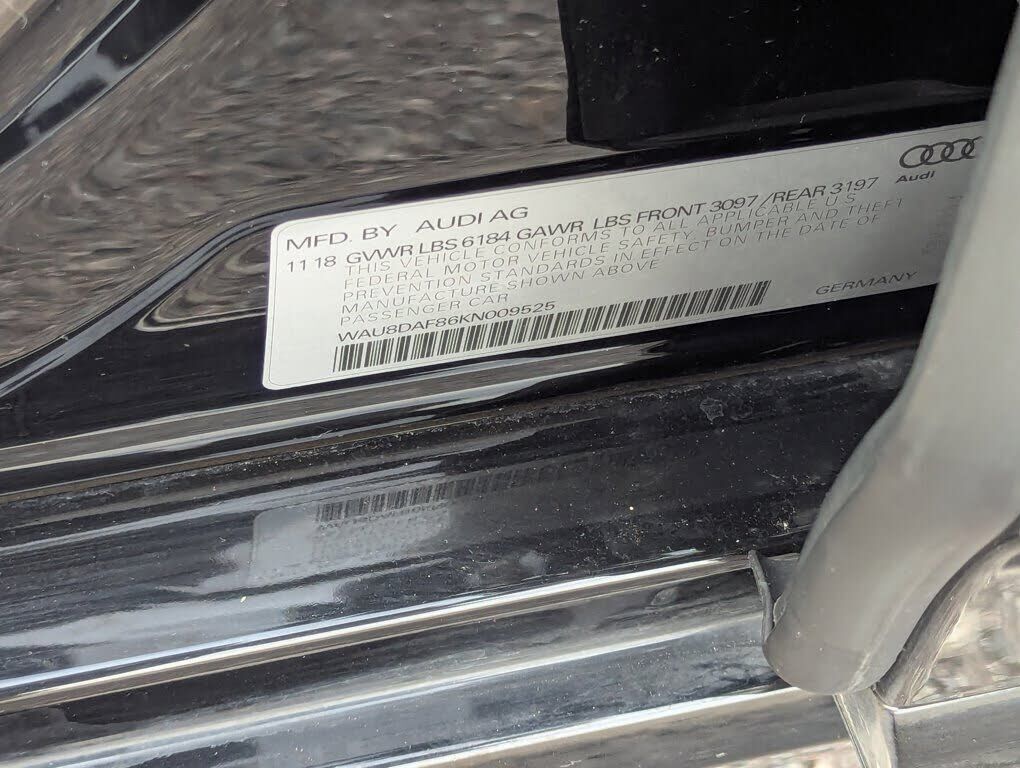 Audi
MFD. BY AUDI AG
11 18 GVWR LBS 6184 GAWR LBS FRONT 3097 /REAR 3197
THIS VEHICLE CONFORMS TO ALL APPLICABLE U.S
FEDERAL MOTOR VEHICLE SAFETY, BUMPER AND THEFT
PREVENTION STANDARDS IN EFFECT ON THE DATE OF
MANUFACTURE SHOWN ABOVE
PASSENGER CAR
WAU8DAF86KN009525
GERMANY